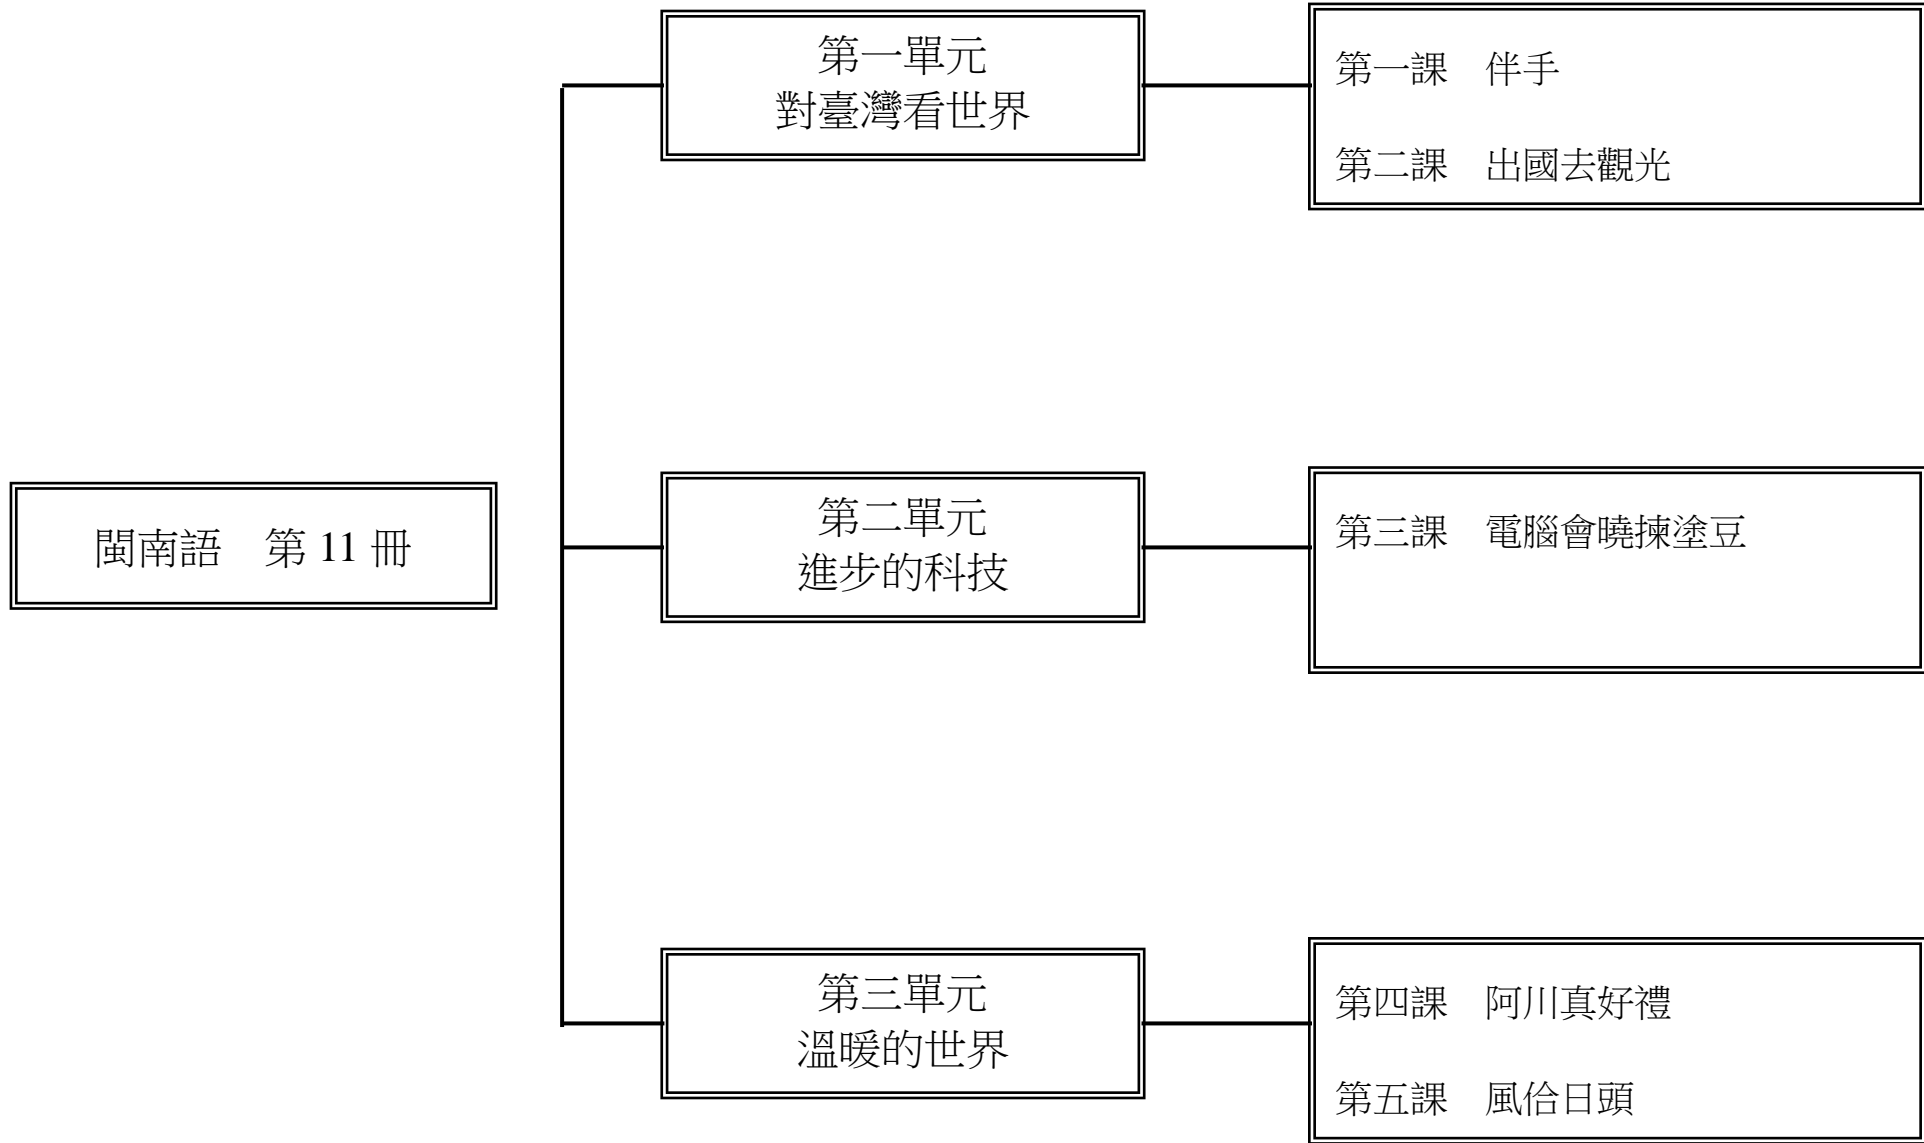 閩南語　第 11 冊
第一單元
對臺灣看世界
第一課　伴手
第二課　出國去觀光
第二單元
進步的科技
第三課　電腦會曉揀塗豆
第三單元
溫暖的世界
第四課　阿川真好禮
第五課　風佮日頭